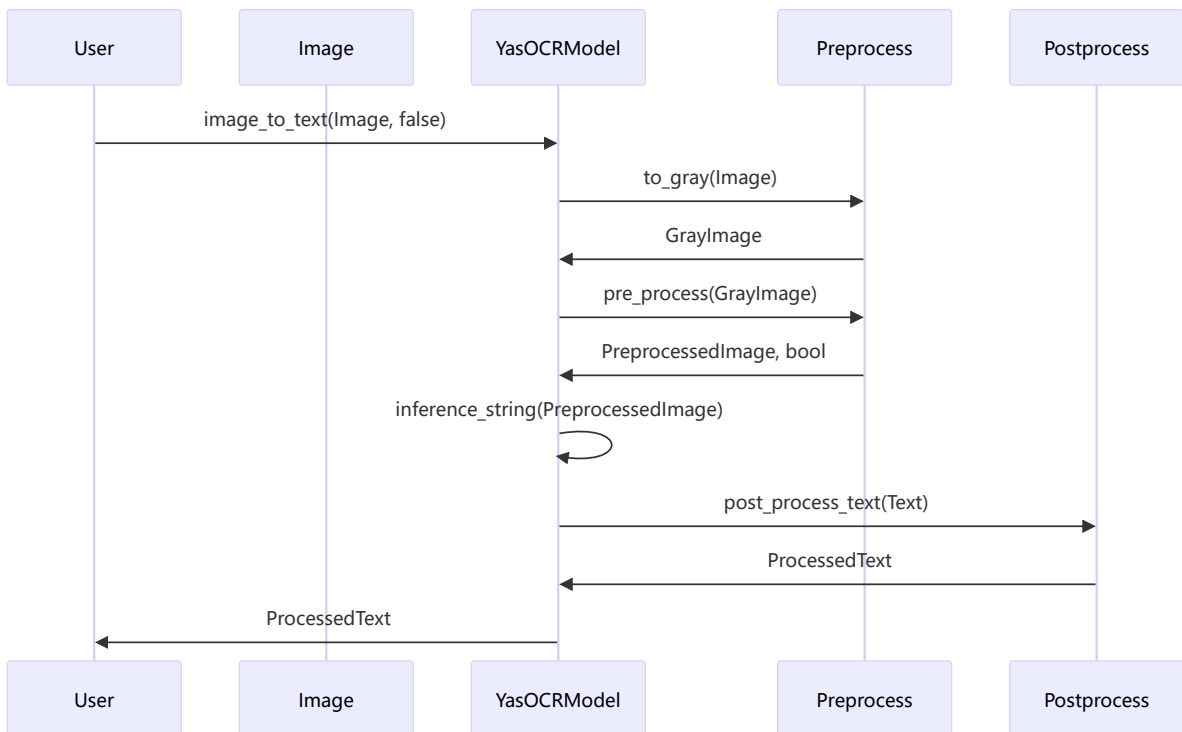 User Image YasOCRModel Preprocess Postprocess
image_to_text(Image, false)
to_gray(Image)
GrayImage
pre_process(GrayImage)
PreprocessedImage, bool
inference_string(PreprocessedImage)
post_process_text(Text)
ProcessedText
ProcessedText
User Image YasOCRModel Preprocess Postprocess